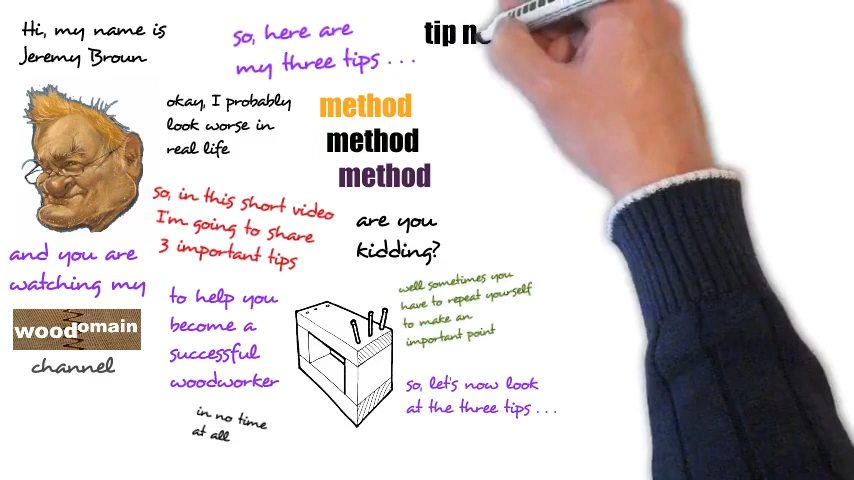 Hi, my name is
Jeremy Broun
okay, I probably
look worse in
real life
and you are
watching my
woodomain
channel
so, in this short video
I'm going to share
3 important tips
to help you
become a
successful
woodworker
in no time
at all
so, here are
my three tips . . .
method
method
method
are you
kidding?
well sometimes you
have to repeat yourself
to make an
important point
so, let's now look
at the three tips . . .
tip